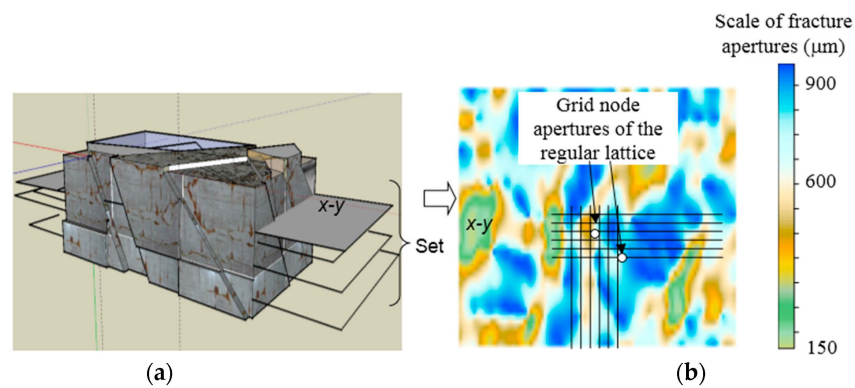 Scale of fracture
apertures (μm)
900
600
150
Grid node
apertures of the
regular lattice
x-y
x-y
Set
(a)
(b)